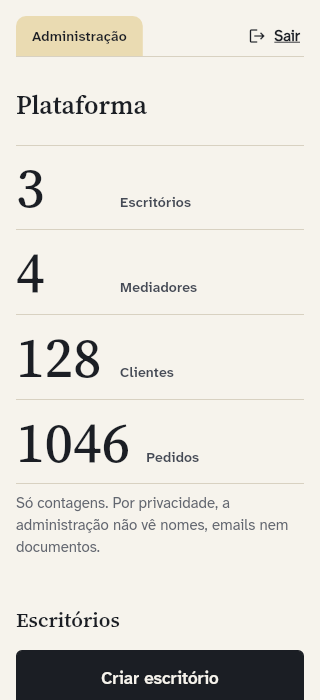 Administração
Sair
Plataforma
3
Escritórios
4
Mediadores
128
Clientes
1046
Pedidos
Só contagens. Por privacidade, a
administração não vê nomes, emails nem
documentos.
Escritórios
Criar escritório